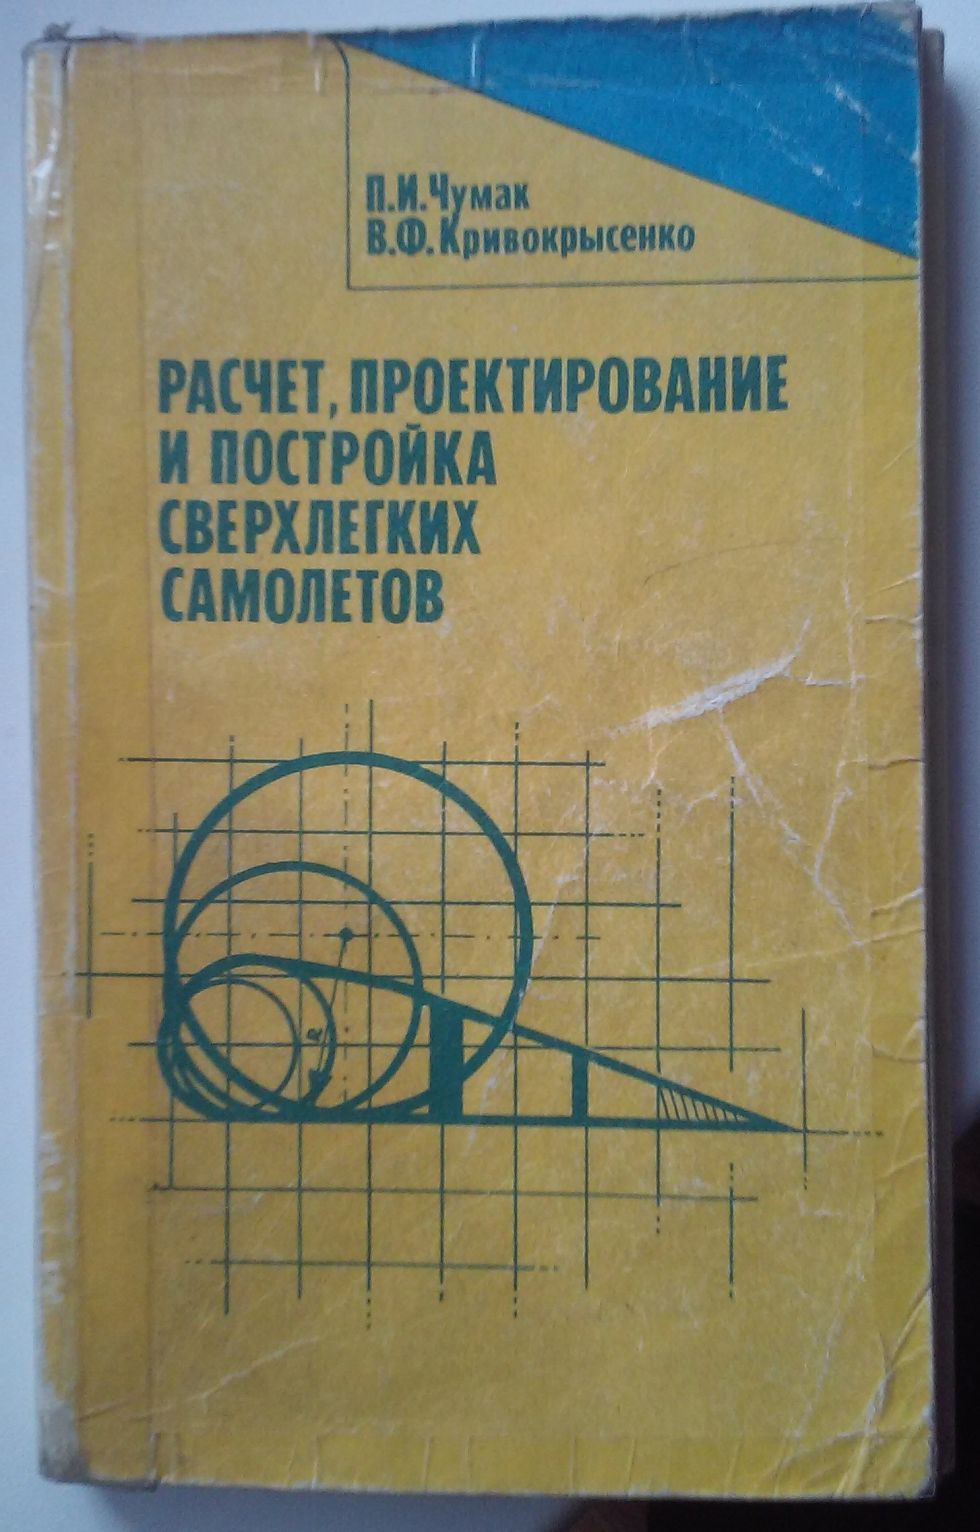 П.И.Чумак
В.Ф.Кривокрысенко
РАСЧЕТ, ПРОЕКТИРОВАНИЕ
И ПОСТРОЙКА
СВЕРХЛЕГКИХ
САМОЛЕТОВ
R